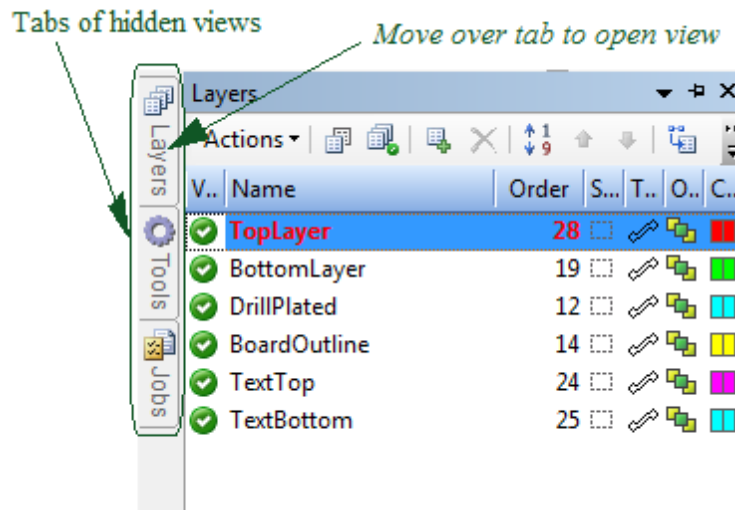 Tabs of hidden views
Move over tab to open view
Layers
Actions
V.. Name Order S... T.. O.. C..
TopLayer 28
BottomLayer 19
DrillPlated 12
BoardOutline 14
TextTop 24
TextBottom 25
Layers
Tools
Jobs